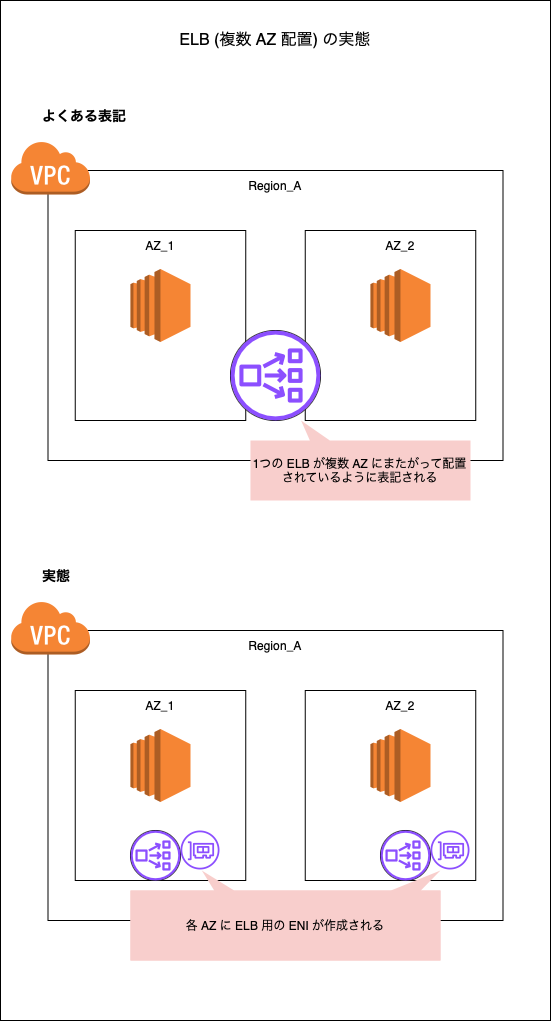 ELB (複数 AZ 配置) の実態
よくある表記
VPC
Region_A
AZ_1
AZ_2
1つの ELB が複数 AZ にまたがって配置
されているように表記される
実態
VPC
Region_A
AZ_1
AZ_2
各 AZ に ELB 用の ENI が作成される